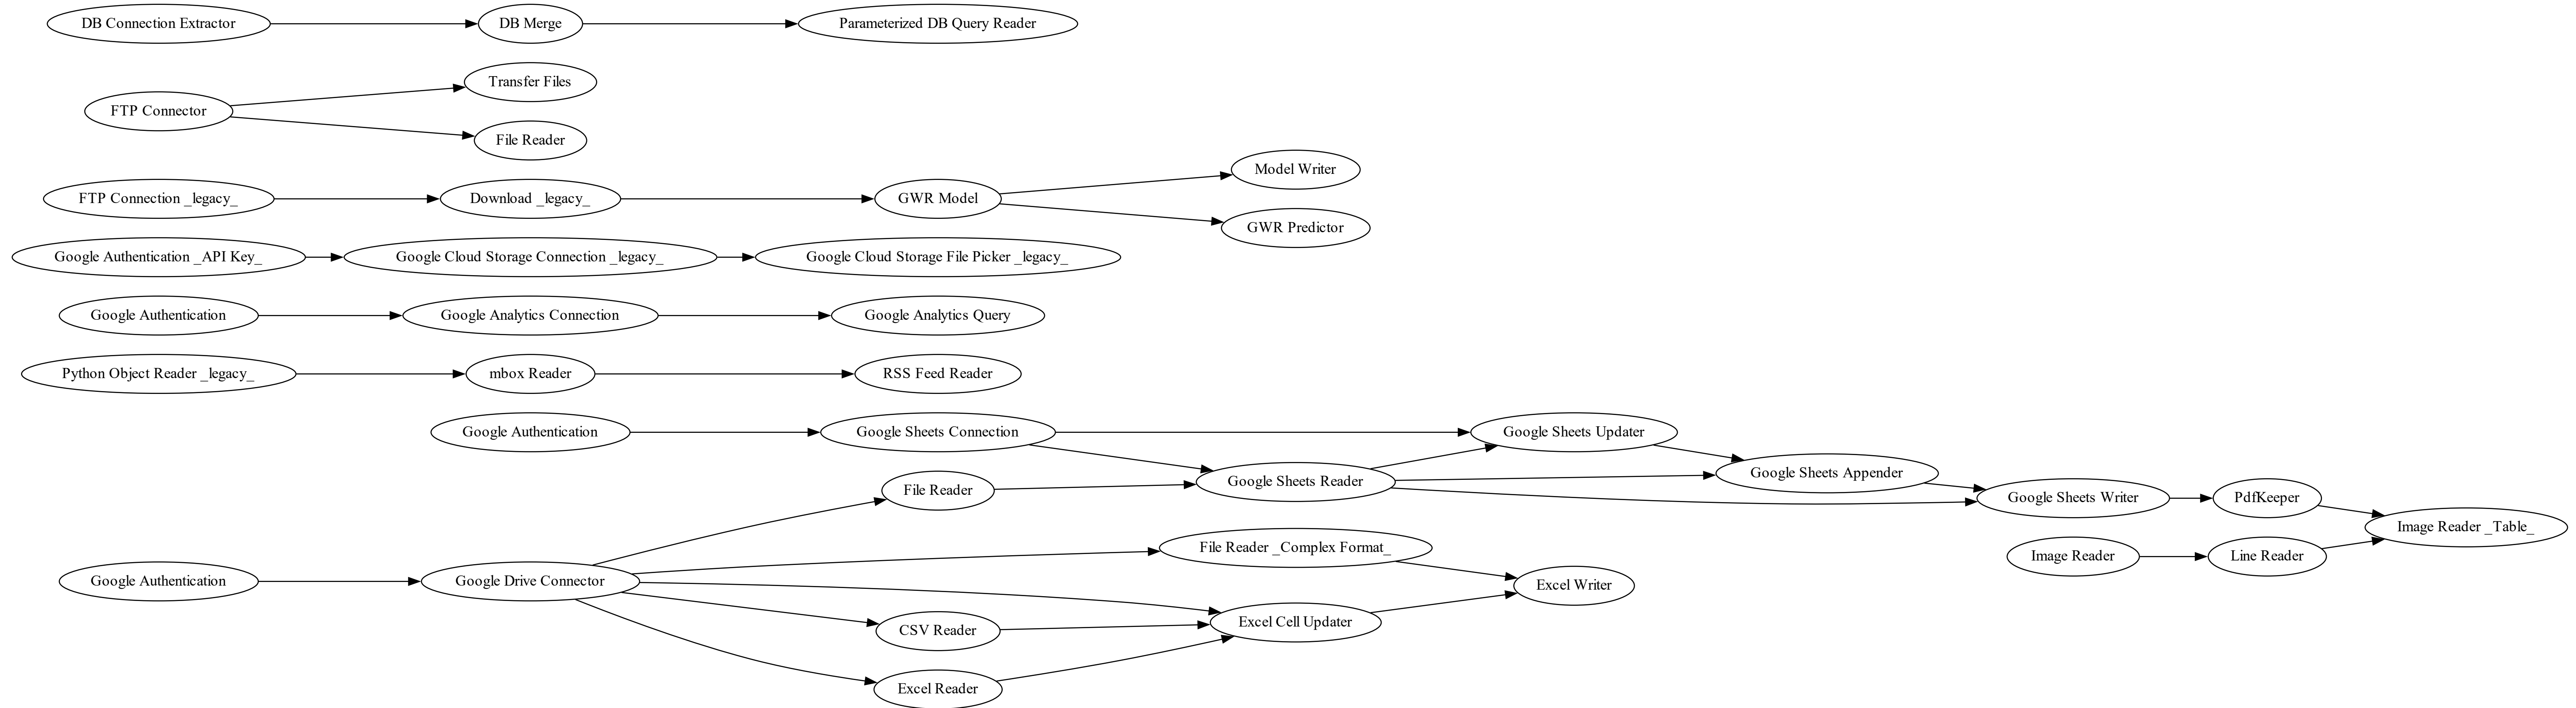 DB Connection Extractor
DB Merge
Parameterized DB Query Reader
FTP Connector
Transfer Files
File Reader
FTP Connection _legacy_
Download _legacy_
GWR Model
Model Writer
GWR Predictor
Google Authentication _API Key_
Google Cloud Storage Connection _legacy_
Google Cloud Storage File Picker _legacy_
Google Authentication
Google Analytics Connection
Google Analytics Query
Python Object Reader _legacy_
mbox Reader
RSS Feed Reader
Google Authentication
Google Sheets Connection
Google Sheets Updater
File Reader
Google Sheets Reader
Google Sheets Appender
Google Sheets Writer
PdfKeeper
Image Reader _Table_
Image Reader
Line Reader
Google Authentication
Google Drive Connector
File Reader _Complex Format_
Excel Writer
CSV Reader
Excel Cell Updater
Excel Reader